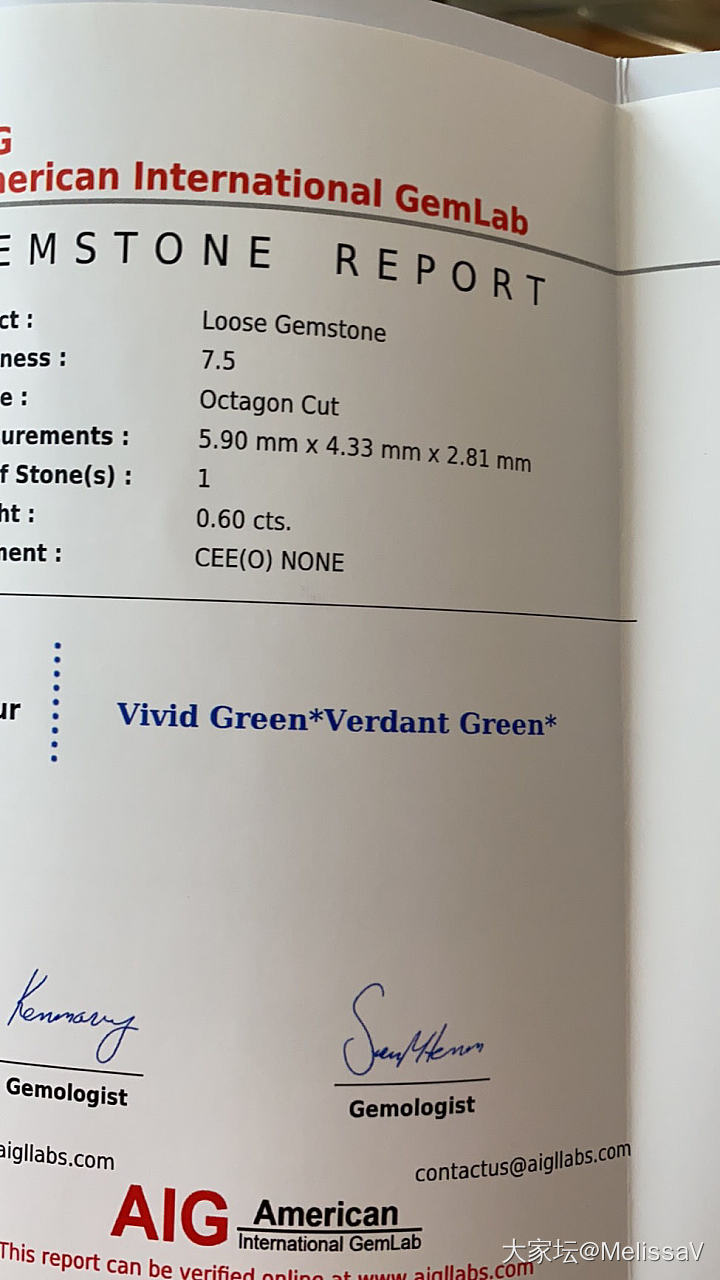 G
erican International GemLab
EMSTONE REPORT
ct : Loose Gemstone
ness : 7.5
e : Octagon Cut
urements : 5.90 mm x 4.33 mm x 2.81 mm
f Stone(s) : 1
ht : 0.60 cts.
ment : CEE(O) NONE
ur Vivid Green*Verdant Green*
Kenmavy
Gemologist Gemologist
aigllabs.com contactus@aigllabs.com
AIG American
International GemLab
This report can be verified online at www.aigllabs.com
大家坛@MelissaV